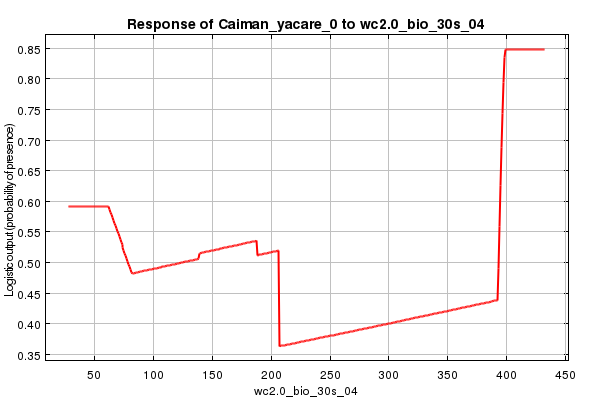 Response of Caiman_yacare_0 to wc2.0_bio_30s_04
Logistic output (probability of presence)
0.85
0.80
0.75
0.70
0.65
0.60
0.55
0.50
0.45
0.40
0.35
50 100 150 200 250 300 350 400 450
wc2.0_bio_30s_04